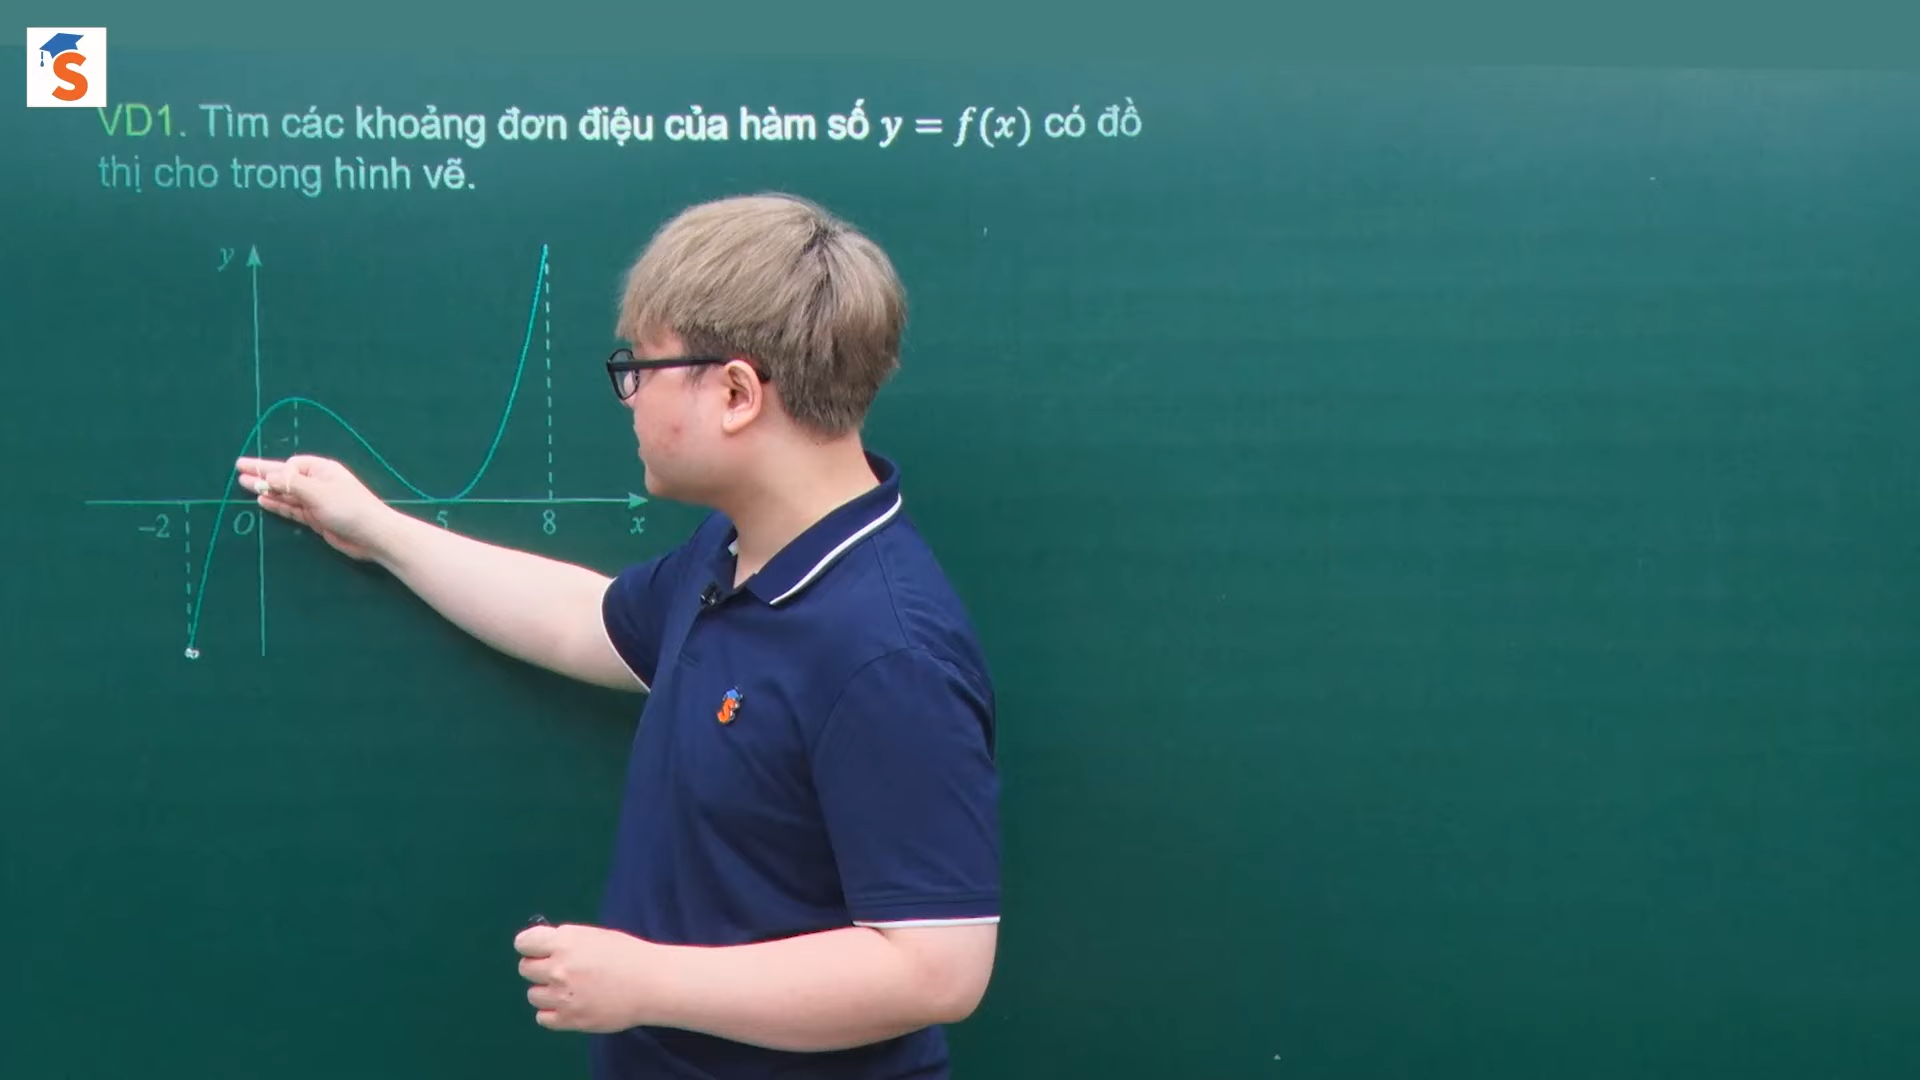 S
VD1. Tìm các khoảng đơn điệu của hàm số y = f(x) có đồ
thị cho trong hình vẽ.
y
-2 O 5 8 x